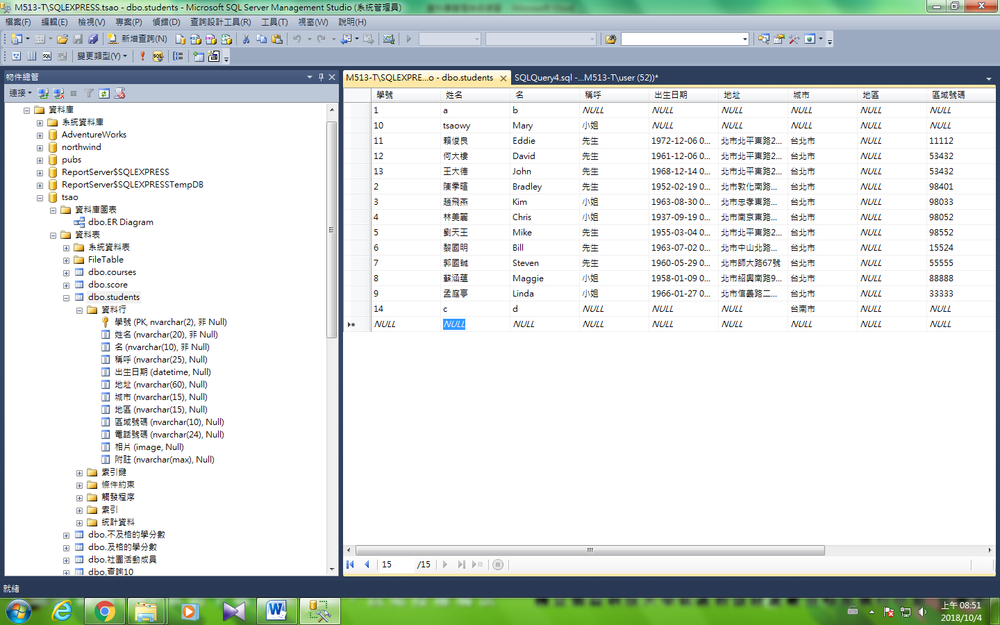 M513-T\SQLEXPRESS.tsao - dbo.students - Microsoft SQL Server Management Studio (系統管理員)
檔案(F) 編輯(E) 檢視(V) 專案(P) 偵錯(D) 查詢設計工具(R) 工具(T) 視窗(W) 說明(H)
新增查詢(N)
變更類型(Y)
物件總管
連接
資料庫
系統資料庫
AdventureWorks
northwind
pubs
ReportServer$SQLEXPRESS
ReportServer$SQLEXPRESSTempDB
tsao
資料庫圖表
dbo.ER Diagram
資料表
系統資料表
FileTable
dbo.courses
dbo.score
dbo.students
資料行
學號 (PK, nvarchar(2), 非 Null)
姓名 (nvarchar(20), 非 Null)
名 (nvarchar(10), 非 Null)
稱呼 (nvarchar(25), Null)
出生日期 (datetime, Null)
地址 (nvarchar(60), Null)
城市 (nvarchar(15), Null)
地區 (nvarchar(15), Null)
區域號碼 (nvarchar(10), Null)
電話號碼 (nvarchar(24), Null)
相片 (image, Null)
附註 (nvarchar(max), Null)
索引鍵
條件約束
觸發程序
索引
統計資料
dbo.不及格的學分數
dbo.及格的學分數
dbo.社團活動成員
dbo.查詢10
M513-T\SQLEXPRE...o - dbo.students SQLQuery4.sql -...M513-T\user (52))*
學號 姓名 名 稱呼 出生日期 地址 城市 地區 區域號碼
1 a b NULL NULL NULL NULL NULL NULL
10 tsaowy Mary 小姐 NULL NULL NULL NULL NULL
11 賴俊良 Eddie 先生 1972-12-06 0... 北市北平東路2... 台北市 NULL 11112
12 何大樓 David 先生 1961-12-06 0... 北市北平東路2... 台北市 NULL 53432
13 王大德 John 先生 1968-12-14 0... 北市北平東路2... 台北市 NULL 53432
2 陳季暄 Bradley 先生 1952-02-19 0... 北市敦化南路... 台北市 NULL 98401
3 趙飛燕 Kim 小姐 1963-08-30 0... 北市忠孝東路... 台北市 NULL 98033
4 林美麗 Chris 小姐 1937-09-19 0... 北市南京東路... 台北市 NULL 98052
5 劉天王 Mike 先生 1955-03-04 0... 北市北平東路2... 台北市 NULL 98552
6 黎國明 Bill 先生 1963-07-02 0... 北市中山北路... 台北市 NULL 15524
7 郭國臹 Steven 先生 1960-05-29 0... 北市師大路67號 台北市 NULL 55555
8 蘇涵蘊 Maggie 小姐 1958-01-09 0... 北市紹興南路9... 台北市 NULL 88888
9 孟庭亭 Linda 小姐 1966-01-27 0... 北市信義路二... 台北市 NULL 33333
14 c d NULL NULL NULL 台南市 NULL NULL
NULL NULL NULL NULL NULL NULL NULL NULL NULL
15 /15
就緒
上午 08:51
2018/10/4